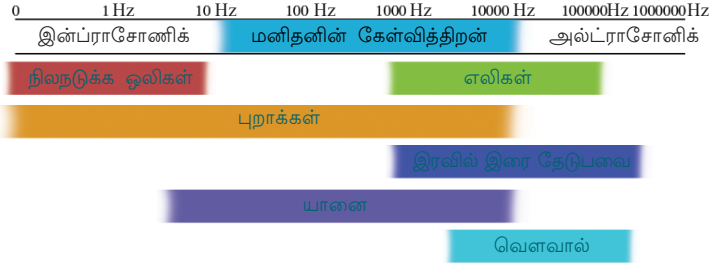 0 1 Hz 10 Hz 100 Hz 1000 Hz 10000 Hz 100000Hz 1000000Hz
இன்ப்ராசோணிக் மனிதனின் கேள்வித்திறன் அல்ட்ராசோனிக்
நிலநடுக்க ஒலிகள் எலிகள்
புறாக்கள்
இரவில் இரை தேடுபவை
யானை
வௌவால்